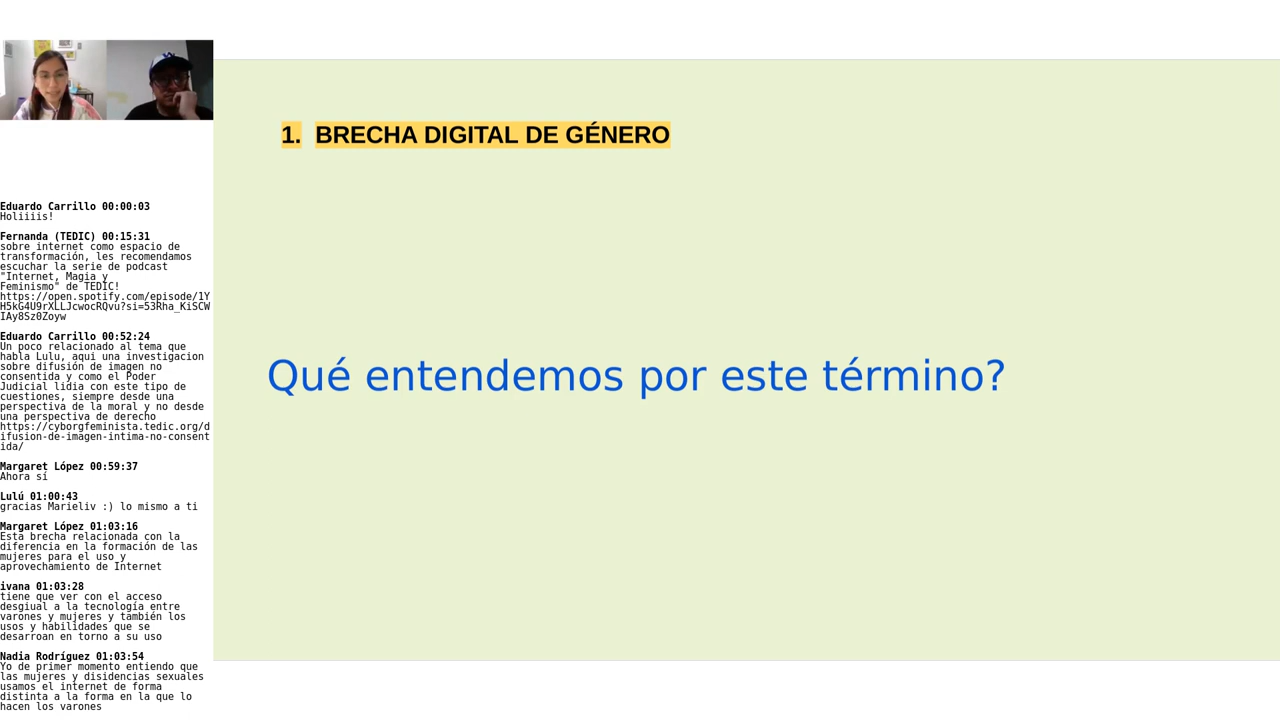 1. BRECHA DIGITAL DE GÉNERO
Qué entendemos por este término?
Eduardo Carrillo 00:00:03
Holiiiis!
Fernanda (TEDIC) 00:15:31
sobre internet como espacio de
transformación, les recomendamos
escuchar la serie de podcast
"Internet, Magia y
Feminismo" de TEDIC!
https://open.spotify.com/episode/1Y
H5kG4U9rXLLJcwocRQvu?si=53Rha_KiSCW
IAy8Sz0Zoyw
Eduardo Carrillo 00:52:24
Un poco relacionado al tema que
habla Lulu, aqui una investigacion
sobre difusión de imagen no
consentida y como el Poder
Judicial lidia con este tipo de
cuestiones, siempre desde una
perspectiva de la moral y no desde
una perspectiva de derecho
https://cyborgfeminista.tedic.org/d
ifusion-de-imagen-intima-no-consent
ida/
Margaret López 00:59:37
Ahora sí
Lulú 01:00:43
gracias Marieliv :) lo mismo a ti
Margaret López 01:03:16
Esta brecha relacionada con la
diferencia en la formación de las
mujeres para el uso y
aprovechamiento de Internet
ivana 01:03:28
tiene que ver con el acceso
desgiual a la tecnología entre
varones y mujeres y también los
usos y habilidades que se
desarroan en torno a su uso
Nadia Rodríguez 01:03:54
Yo de primer momento entiendo que
las mujeres y disidencias sexuales
usamos el internet de forma
distinta a la forma en la que lo
hacen los varones